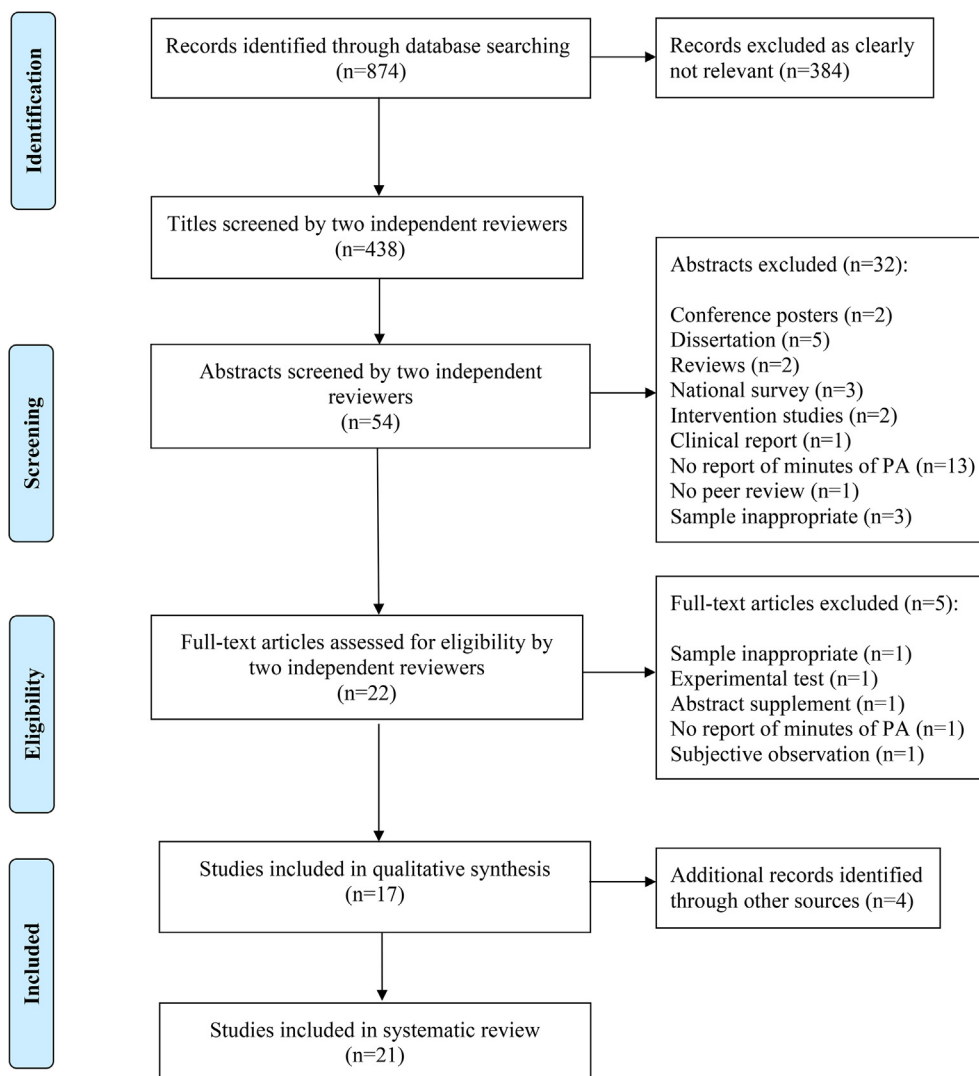 Identification
Records identified through database searching
(n=874)
Records excluded as clearly
not relevant (n=384)
Titles screened by two independent reviewers
(n=438)
Screening
Abstracts screened by two independent
reviewers
(n=54)
Abstracts excluded (n=32):
Conference posters (n=2)
Dissertation (n=5)
Reviews (n=2)
National survey (n=3)
Intervention studies (n=2)
Clinical report (n=1)
No report of minutes of PA (n=13)
No peer review (n=1)
Sample inappropriate (n=3)
Eligibility
Full-text articles assessed for eligibility by
two independent reviewers
(n=22)
Full-text articles excluded (n=5):
Sample inappropriate (n=1)
Experimental test (n=1)
Abstract supplement (n=1)
No report of minutes of PA (n=1)
Subjective observation (n=1)
Included
Studies included in qualitative synthesis
(n=17)
Additional records identified
through other sources (n=4)
Studies included in systematic review
(n=21)